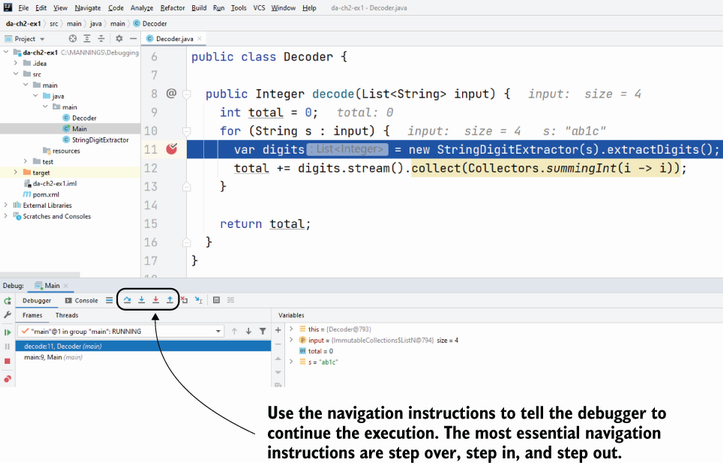 File Edit View Navigate Code Analyze Refactor Build Run Tools VCS Window Help da-ch2-ex1 - Decoder.java
da-ch2-ex1 src main java main Decoder
Project
Decoder.java
da-ch2-ex1 C:\MANNINGS\Debugging
.idea
src
main
java
main
Decoder
Main
StringDigitExtractor
resources
test
target
da-ch2-ex1.iml
pom.xml
External Libraries
Scratches and Consoles
6 public class Decoder {
7
8 @ public Integer decode(List<String> input) { input: size = 4
9 int total = 0; total: 0
10 for (String s : input) { input: size = 4 s: "ab1c"
11 var digits : List<Integer> = new StringDigitExtractor(s).extractDigits();
12 total += digits.stream().collect(Collectors.summingInt(i -> i));
13 }
14
15 return total;
16 }
17 }
Debug: Main
Debugger Console
Frames Threads
"main"@1 in group "main": RUNNING
decode:11, Decoder (main)
main:9, Main (main)
Variables
this = {Decoder@793}
input = {ImmutableCollections$ListN@794} size = 4
total = 0
s = "ab1c"
Use the navigation instructions to tell the debugger to
continue the execution. The most essential navigation
instructions are step over, step in, and step out.